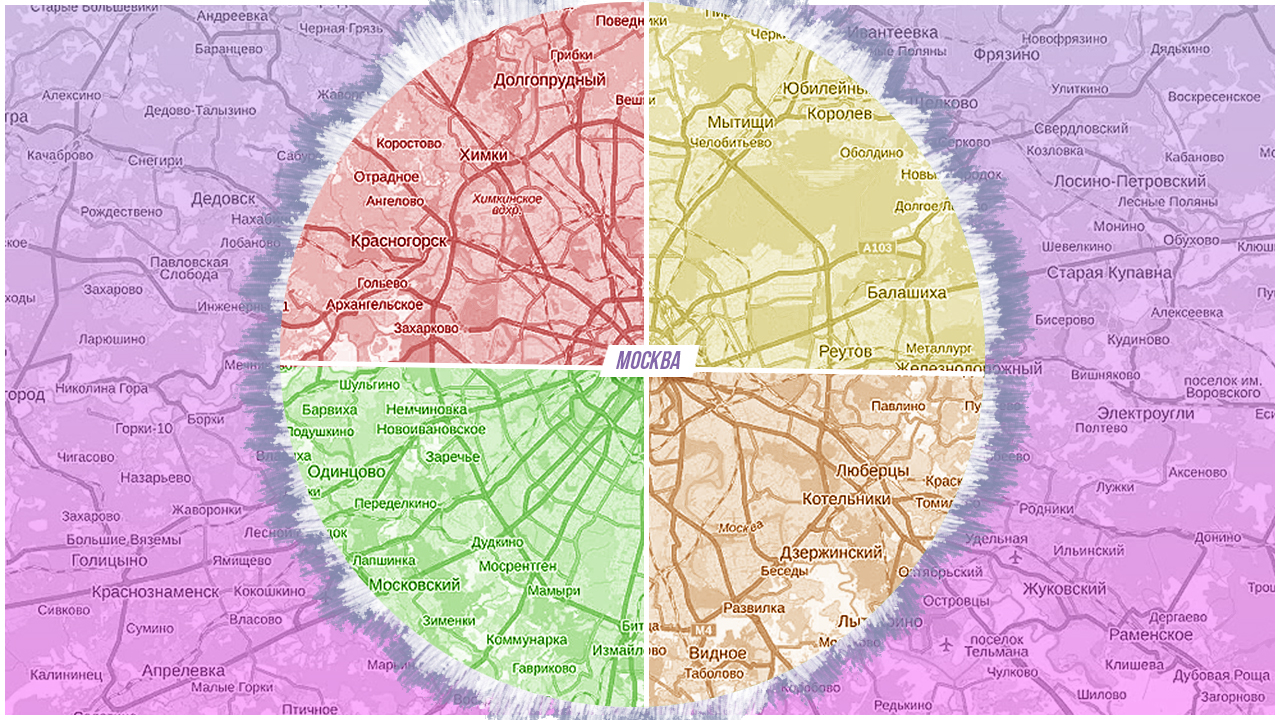 Старые Большевики
Андреевка
Черная Грязь
Баранцево
Поведники
Грибки
Долгопрудный
Ивантеевка
Фрязино
Новофрязино
Дядькино
Алексино
Дедово-Талызино
Юбилейный
Улиткино
Воскресенское
Щелково
Мытищи
Королев
Свердловский
Качаброво
Снегири
Коростово
Химки
Челобитьево
Оболдино
Козловка
Кабаново
Отрадное
Лосино-Петровский
Дедовск
Рождествено
Ангелово
Химкинское
вдхр.
Лесные Поляны
Монино
Лобаново
Красногорск
А103
Шевелкино
Обухово
Павловская
Слобода
Старая Купавна
Захарово
Гольево
Архангельское
Балашиха
Бисерово
Алексеевка
Ларюшино
Захарково
Реутов
Металлург
Кудиново
МОСКВА
Железнодорожный
Николина Гора
Шульгино
Вишняково
поселок им.
Воровского
Барвиха
Немчиновка
Павлино
Электроугли
Борхи
Горки-10
Подушкино
Новоивановское
Полтево
Чигасово
Заречье
Одинцово
Люберцы
Аксеново
Назарьево
Лужки
Переделкино
Котельники
Родники
Захарово
Жаворонки
Москва
Большие Вяземы
Дудкино
Удельная
Донино
Голицыно
Ямищево
Лапшинка
Мосрентген
Дзержинский
Беседы
Октябрьский
Ильинский
Краснознаменск
Кокошкино
Московский
Мамыри
Жуковский
Сивково
Власово
Развилка
Островцы
Сумино
Зименки
М4
Дергаево
Раменское
Коммунарка
Видное
поселок
Тельмана
Апрелевка
Калининец
Малые Горки
Гавриково
Таболово
Чулково
Клишева
Дубовая Роща
Шилово
Загорново
Птичное
Редькино